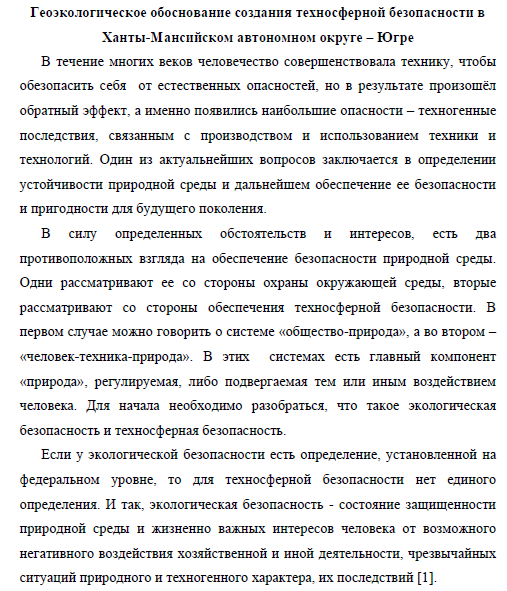 Геоэкологическое обоснование создания техносферной безопасности в
Ханты-Мансийском автономном округе – Югре
В течение многих веков человечество совершенствовала технику, чтобы
обезопасить себя от естественных опасностей, но в результате произошёл
обратный эффект, а именно появились наибольшие опасности – техногенные
последствия, связанным с производством и использованием техники и
технологий. Один из актуальнейших вопросов заключается в определении
устойчивости природной среды и дальнейшем обеспечение ее безопасности
и пригодности для будущего поколения.
В силу определенных обстоятельств и интересов, есть два
противоположных взгляда на обеспечение безопасности природной среды.
Одни рассматривают ее со стороны охраны окружающей среды, вторые
рассматривают со стороны обеспечения техносферной безопасности. В
первом случае можно говорить о системе «общество-природа», а во втором –
«человек-техника-природа». В этих системах есть главный компонент
«природа», регулируемая, либо подвергаемая тем или иным воздействием
человека. Для начала необходимо разобраться, что такое экологическая
безопасность и техносферная безопасность.
Если у экологической безопасности есть определение, установленной на
федеральном уровне, то для техносферной безопасности нет единого
определения. И так, экологическая безопасность - состояние защищенности
природной среды и жизненно важных интересов человека от возможного
негативного воздействия хозяйственной и иной деятельности, чрезвычайных
ситуаций природного и техногенного характера, их последствий [1].